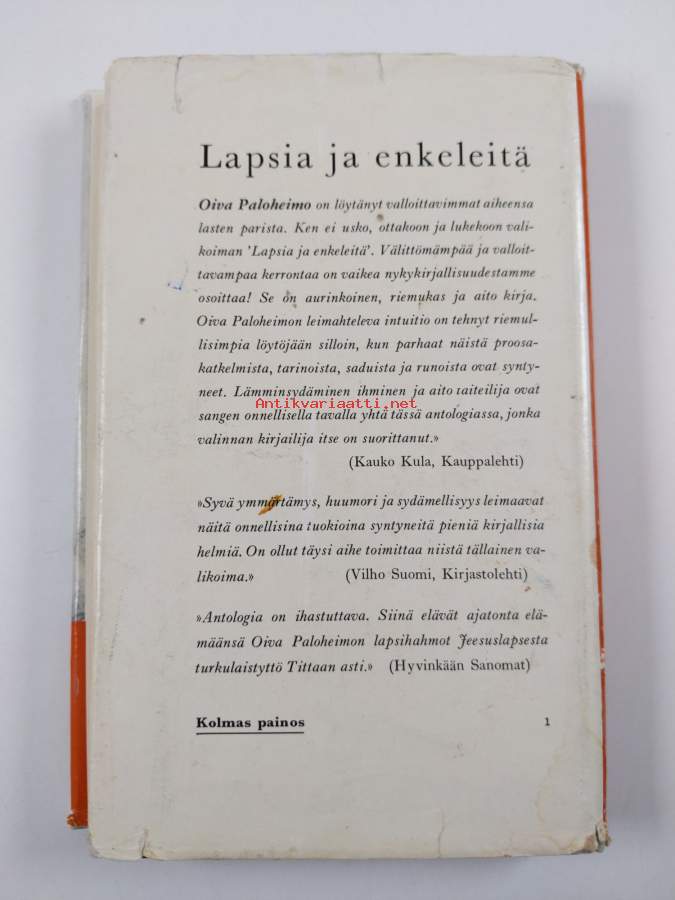 Lapsia ja enkeleitä
Oiva Paloheimo on löytänyt valloittavimmat aiheensa
lasten parista. Ken ei usko, ottakoon ja lukekoon vali-
koiman 'Lapsia ja enkeleitä'. Välittömämpää ja valloit-
tavampaa kerrontaa on vaikea nykykirjallisuudestamme
osoittaa! Se on aurinkoinen, riemukas ja aito kirja.
Oiva Paloheimon leimahteleva intuitio on tehnyt riemul-
lisimpia löytöjään silloin, kun parhaat näistä proosa-
katkelmista, tarinoista, saduista ja runoista ovat synty-
neet. Lämminsydäminen ihminen ja aito taiteilija ovat
Antikvariaatti.net
sangen onnellisella tavalla yhtä tässä antologiassa, jonka
valinnan kirjailija itse on suorittanut.»
(Kauko Kula, Kauppalehti)
»Syvä ymmärtämys, huumori ja sydämellisyys leimaavat
näitä onnellisina tuokioina syntyneitä pieniä kirjallisia
helmiä. On ollut täysi aihe toimittaa niistä tällainen va-
likoima.» (Vilho Suomi, Kirjastolehti)
»Antologia on ihastuttava. Siinä elävät ajatonta elä-
määnsä Oiva Paloheimon lapsihahmot Jeesuslapsesta
turkulaistyttö Tittaan asti.» (Hyvinkään Sanomat)
Kolmas painos 1